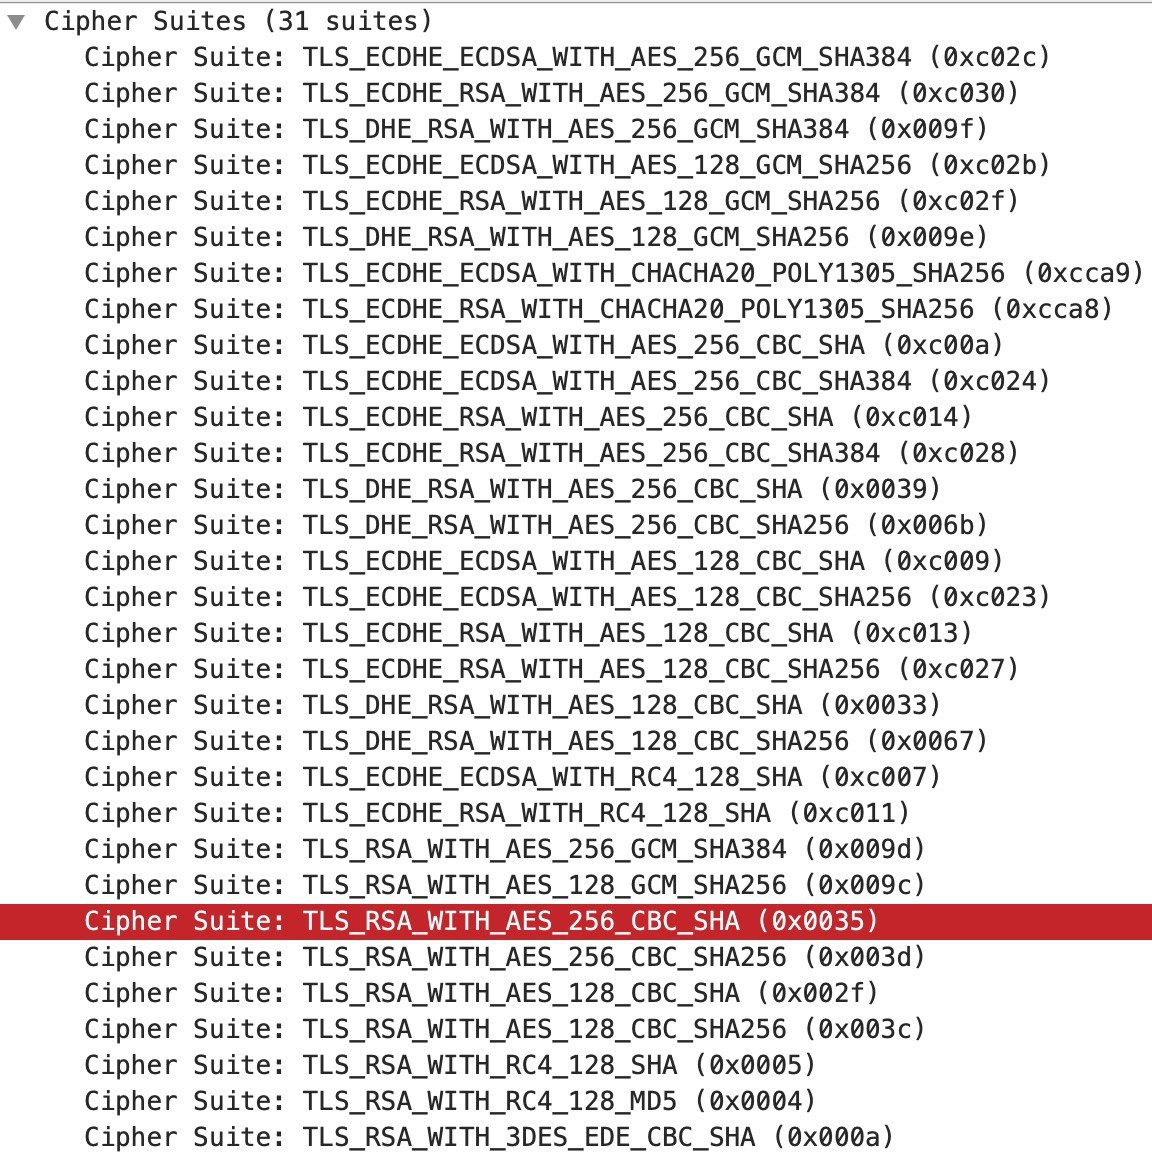 Cipher Suites (31 suites)
Cipher Suite: TLS_ECDHE_ECDSA_WITH_AES_256_GCM_SHA384 (0xc02c)
Cipher Suite: TLS_ECDHE_RSA_WITH_AES_256_GCM_SHA384 (0xc030)
Cipher Suite: TLS_DHE_RSA_WITH_AES_256_GCM_SHA384 (0x009f)
Cipher Suite: TLS_ECDHE_ECDSA_WITH_AES_128_GCM_SHA256 (0xc02b)
Cipher Suite: TLS_ECDHE_RSA_WITH_AES_128_GCM_SHA256 (0xc02f)
Cipher Suite: TLS_DHE_RSA_WITH_AES_128_GCM_SHA256 (0x009e)
Cipher Suite: TLS_ECDHE_ECDSA_WITH_CHACHA20_POLY1305_SHA256 (0xcca9)
Cipher Suite: TLS_ECDHE_RSA_WITH_CHACHA20_POLY1305_SHA256 (0xcca8)
Cipher Suite: TLS_ECDHE_ECDSA_WITH_AES_256_CBC_SHA (0xc00a)
Cipher Suite: TLS_ECDHE_ECDSA_WITH_AES_256_CBC_SHA384 (0xc024)
Cipher Suite: TLS_ECDHE_RSA_WITH_AES_256_CBC_SHA (0xc014)
Cipher Suite: TLS_ECDHE_RSA_WITH_AES_256_CBC_SHA384 (0xc028)
Cipher Suite: TLS_DHE_RSA_WITH_AES_256_CBC_SHA (0x0039)
Cipher Suite: TLS_DHE_RSA_WITH_AES_256_CBC_SHA256 (0x006b)
Cipher Suite: TLS_ECDHE_ECDSA_WITH_AES_128_CBC_SHA (0xc009)
Cipher Suite: TLS_ECDHE_ECDSA_WITH_AES_128_CBC_SHA256 (0xc023)
Cipher Suite: TLS_ECDHE_RSA_WITH_AES_128_CBC_SHA (0xc013)
Cipher Suite: TLS_ECDHE_RSA_WITH_AES_128_CBC_SHA256 (0xc027)
Cipher Suite: TLS_DHE_RSA_WITH_AES_128_CBC_SHA (0x0033)
Cipher Suite: TLS_DHE_RSA_WITH_AES_128_CBC_SHA256 (0x0067)
Cipher Suite: TLS_ECDHE_ECDSA_WITH_RC4_128_SHA (0xc007)
Cipher Suite: TLS_ECDHE_RSA_WITH_RC4_128_SHA (0xc011)
Cipher Suite: TLS_RSA_WITH_AES_256_GCM_SHA384 (0x009d)
Cipher Suite: TLS_RSA_WITH_AES_128_GCM_SHA256 (0x009c)
Cipher Suite: TLS_RSA_WITH_AES_256_CBC_SHA (0x0035)
Cipher Suite: TLS_RSA_WITH_AES_256_CBC_SHA256 (0x003d)
Cipher Suite: TLS_RSA_WITH_AES_128_CBC_SHA (0x002f)
Cipher Suite: TLS_RSA_WITH_AES_128_CBC_SHA256 (0x003c)
Cipher Suite: TLS_RSA_WITH_RC4_128_SHA (0x0005)
Cipher Suite: TLS_RSA_WITH_RC4_128_MD5 (0x0004)
Cipher Suite: TLS_RSA_WITH_3DES_EDE_CBC_SHA (0x000a)